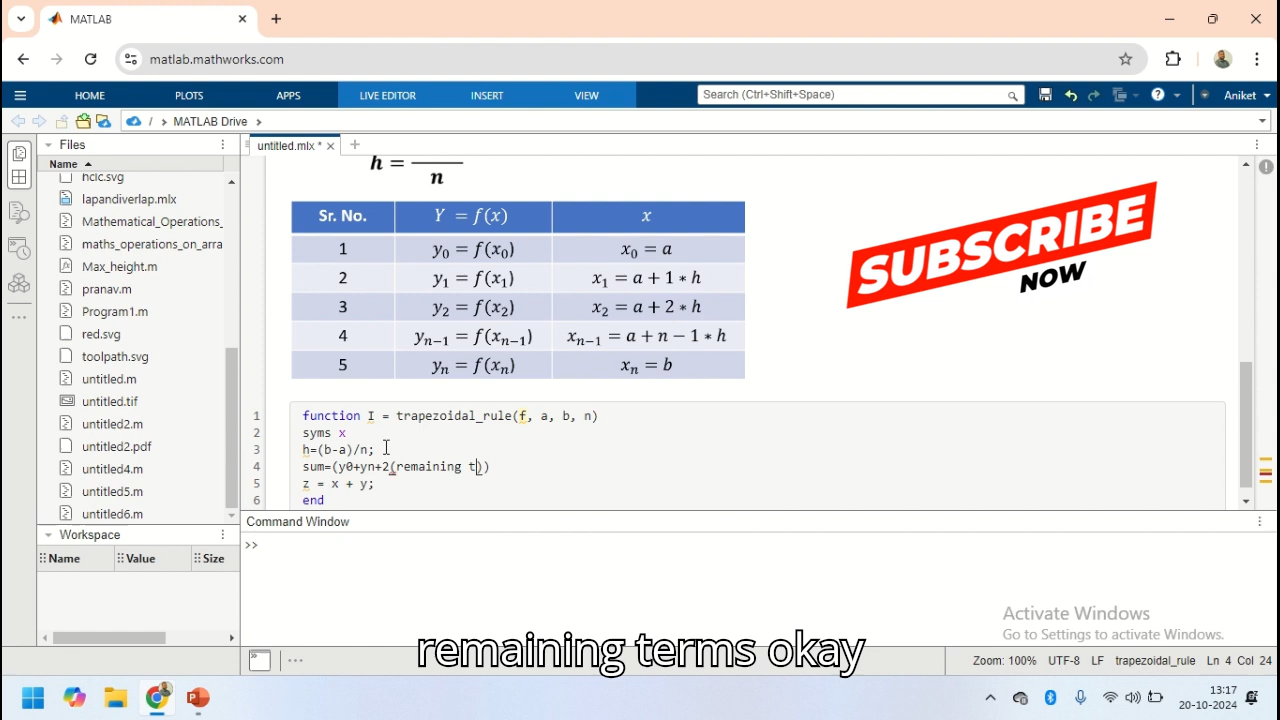 MATLAB
matlab.mathworks.com
HOME PLOTS APPS LIVE EDITOR INSERT VIEW Search (Ctrl+Shift+Space) Aniket
/ MATLAB Drive
Files
Name
hclc.svg
lapandiverlap.mlx
Mathematical_Operations_
maths_operations_on_arra
Max_height.m
pranav.m
Program1.m
red.svg
toolpath.svg
untitled.m
untitled.tif
untitled2.m
untitled2.pdf
untitled4.m
untitled5.m
untitled6.m
Workspace
Name Value Size
untitled.mlx *
h =
n
Sr. No. Y = f(x) x
1 y0 = f(x0) x0 = a
2 y1 = f(x1) x1 = a + 1 ∗ h
3 y2 = f(x2) x2 = a + 2 ∗ h
4 yn−1 = f(xn−1) xn−1 = a + n − 1 ∗ h
5 yn = f(xn) xn = b
SUBSCRIBE
NOW
1 function I = trapezoidal_rule(f, a, b, n)
2 syms x
3 h=(b-a)/n;
4 sum=(y0+yn+2(remaining t))
5 z = x + y;
6 end
Command Window
>>
Activate Windows
Go to Settings to activate Windows.
remaining terms okay
Zoom: 100% UTF-8 LF trapezoidal_rule Ln 4 Col 24
13:17
20-10-2024